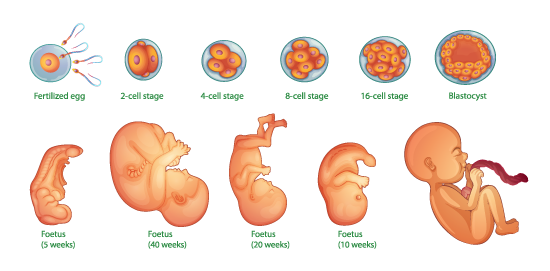 Fertilized egg
2-cell stage
4-cell stage
8-cell stage
16-cell stage
Blastocyst
Foetus
(5 weeks)
Foetus
(40 weeks)
Foetus
(20 weeks)
Foetus
(10 weeks)